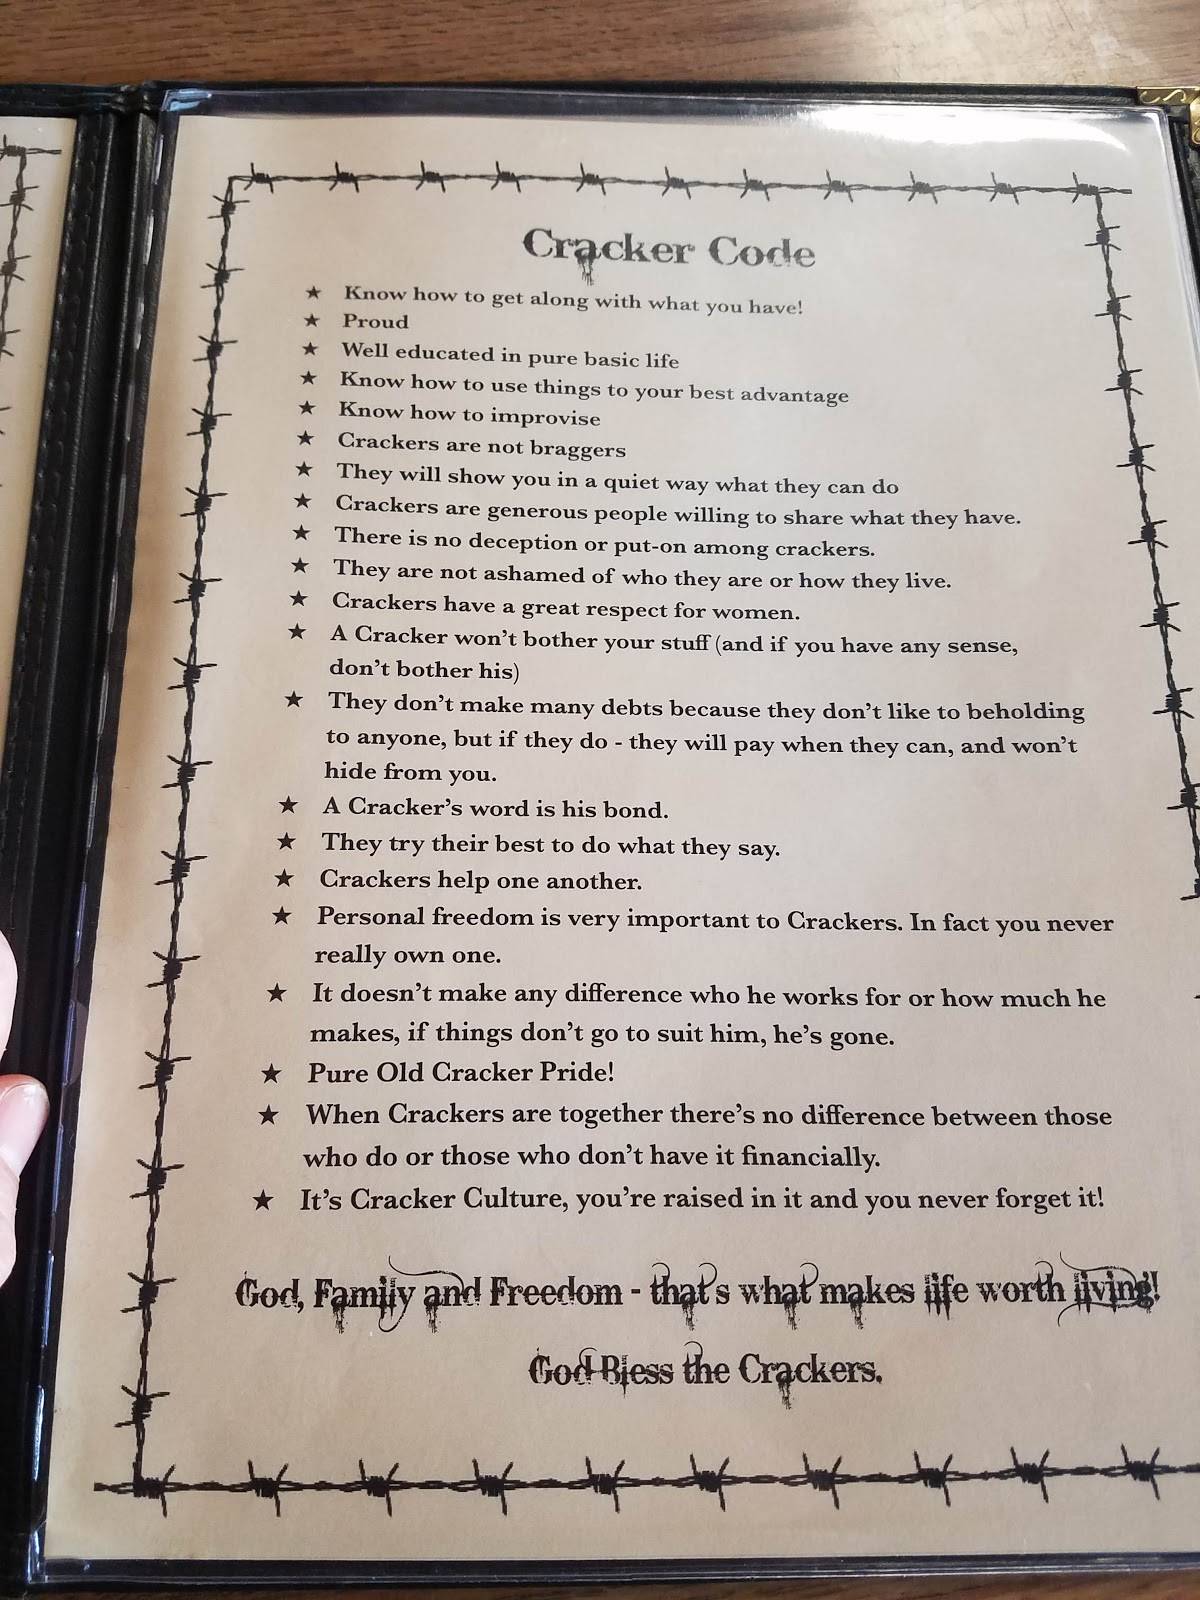 Cracker Code
★ Know how to get along with what you have!
★ Proud
★ Well educated in pure basic life
★ Know how to use things to your best advantage
★ Know how to improvise
★ Crackers are not braggers
★ They will show you in a quiet way what they can do
★ Crackers are generous people willing to share what they have.
★ There is no deception or put-on among crackers.
★ They are not ashamed of who they are or how they live.
★ Crackers have a great respect for women.
★ A Cracker won't bother your stuff (and if you have any sense,
don't bother his)
★ They don't make many debts because they don't like to beholding
to anyone, but if they do - they will pay when they can, and won't
hide from you.
★ A Cracker's word is his bond.
★ They try their best to do what they say.
★ Crackers help one another.
★ Personal freedom is very important to Crackers. In fact you never
really own one.
★ It doesn't make any difference who he works for or how much he
makes, if things don't go to suit him, he's gone.
★ Pure Old Cracker Pride!
★ When Crackers are together there's no difference between those
who do or those who don't have it financially.
★ It's Cracker Culture, you're raised in it and you never forget it!
God, Family and Freedom - that's what makes life worth living!
God Bless the Crackers.